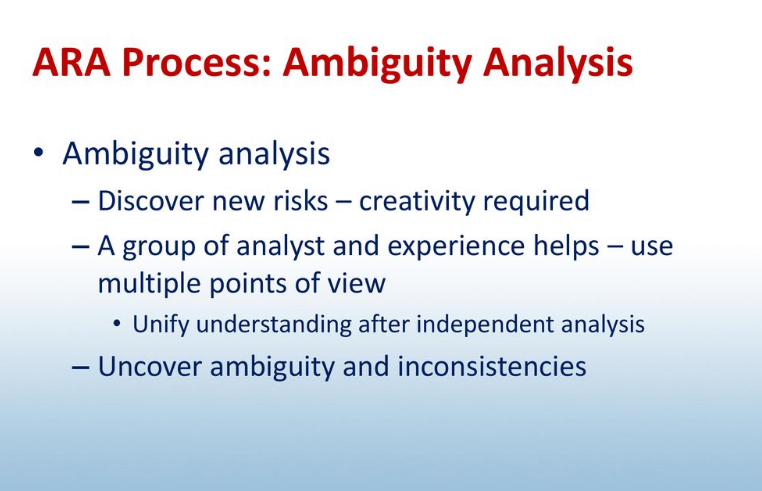 ARA Process: Ambiguity Analysis
• Ambiguity analysis
– Discover new risks – creativity required
– A group of analyst and experience helps – use
multiple points of view
• Unify understanding after independent analysis
– Uncover ambiguity and inconsistencies